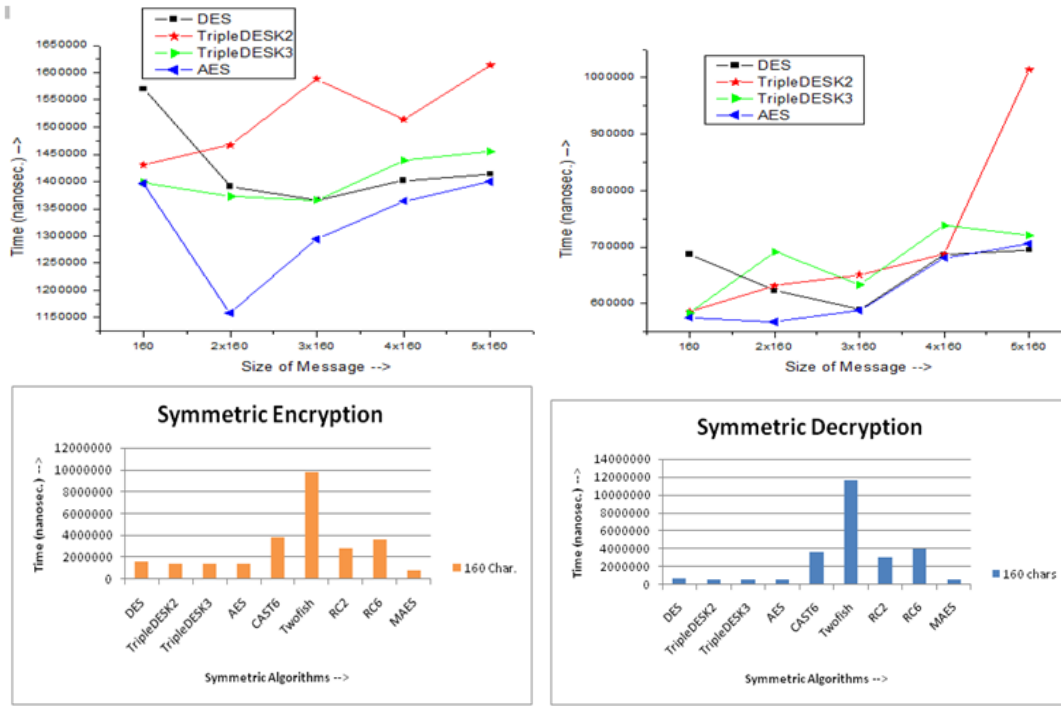 DES
TripleDESK2
TripleDESK3
AES
1650000
1600000
1550000
1500000
1450000
1400000
1350000
1300000
1250000
1200000
1150000
Time (nanosec.) -->
160
2x160
3x160
4x160
5x160
Size of Message -->
DES
TripleDESK2
TripleDESK3
AES
1000000
900000
800000
700000
600000
Time (nanosec.) -->
160
2x160
3x160
4x160
5x160
Size of Message -->
Symmetric Encryption
12000000
10000000
8000000
6000000
4000000
2000000
0
Time (nanosec.) -->
DES
TripleDESK2
TripleDESK3
AES
CAST6
Twofish
RC2
RC6
MAES
160 Char.
Symmetric Algorithms -->
Symmetric Decryption
14000000
12000000
10000000
8000000
6000000
4000000
2000000
0
Time (nanosec.) -->
DES
TripleDESK2
TripleDESK3
AES
CAST6
Twofish
RC2
RC6
MAES
160 chars
Symmetric Algorithms -->